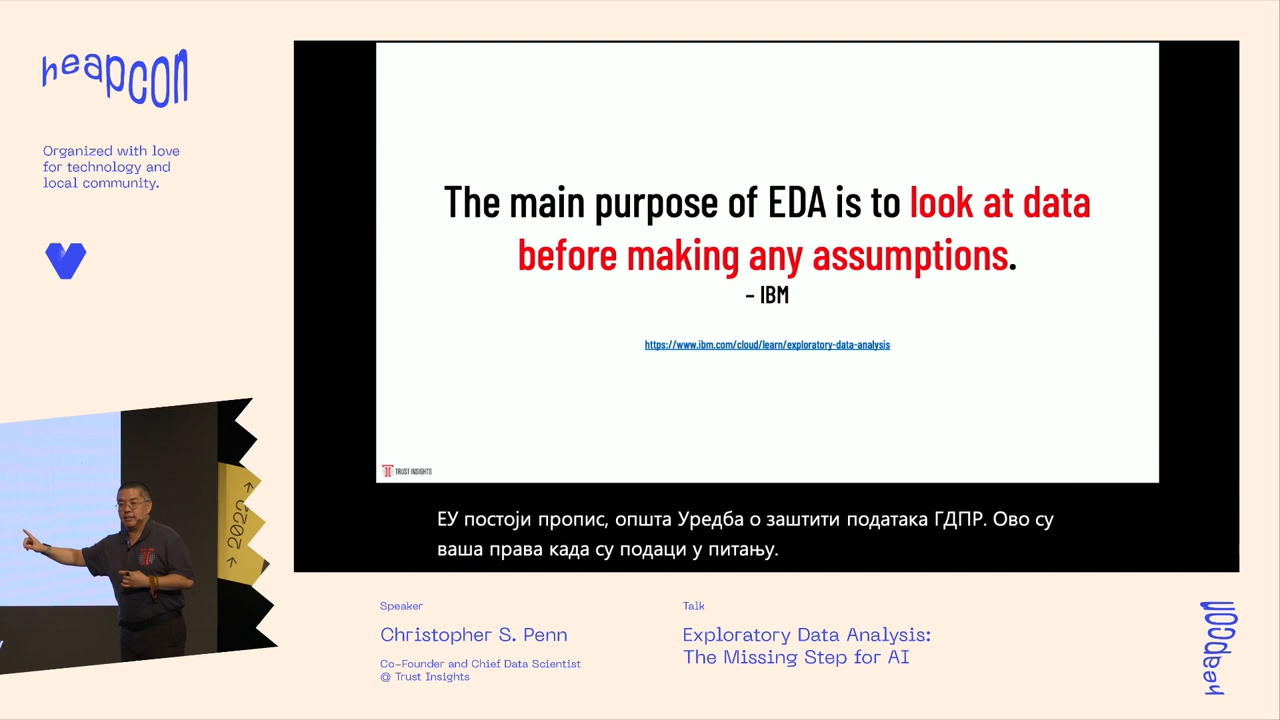 heapcon
Organized with love
for technology and
local community.
The main purpose of EDA is to look at data
before making any assumptions.
– IBM
https://www.ibm.com/cloud/learn/exploratory-data-analysis
TRUST INSIGHTS
ЕУ постоји пропис, општа Уредба о заштити података ГДПР. Ово су
ваша права када су подаци у питању.
→ 2022 →
Speaker
Christopher S. Penn
Co-Founder and Chief Data Scientist
@ Trust Insights
Talk
Exploratory Data Analysis:
The Missing Step for AI
heapcon